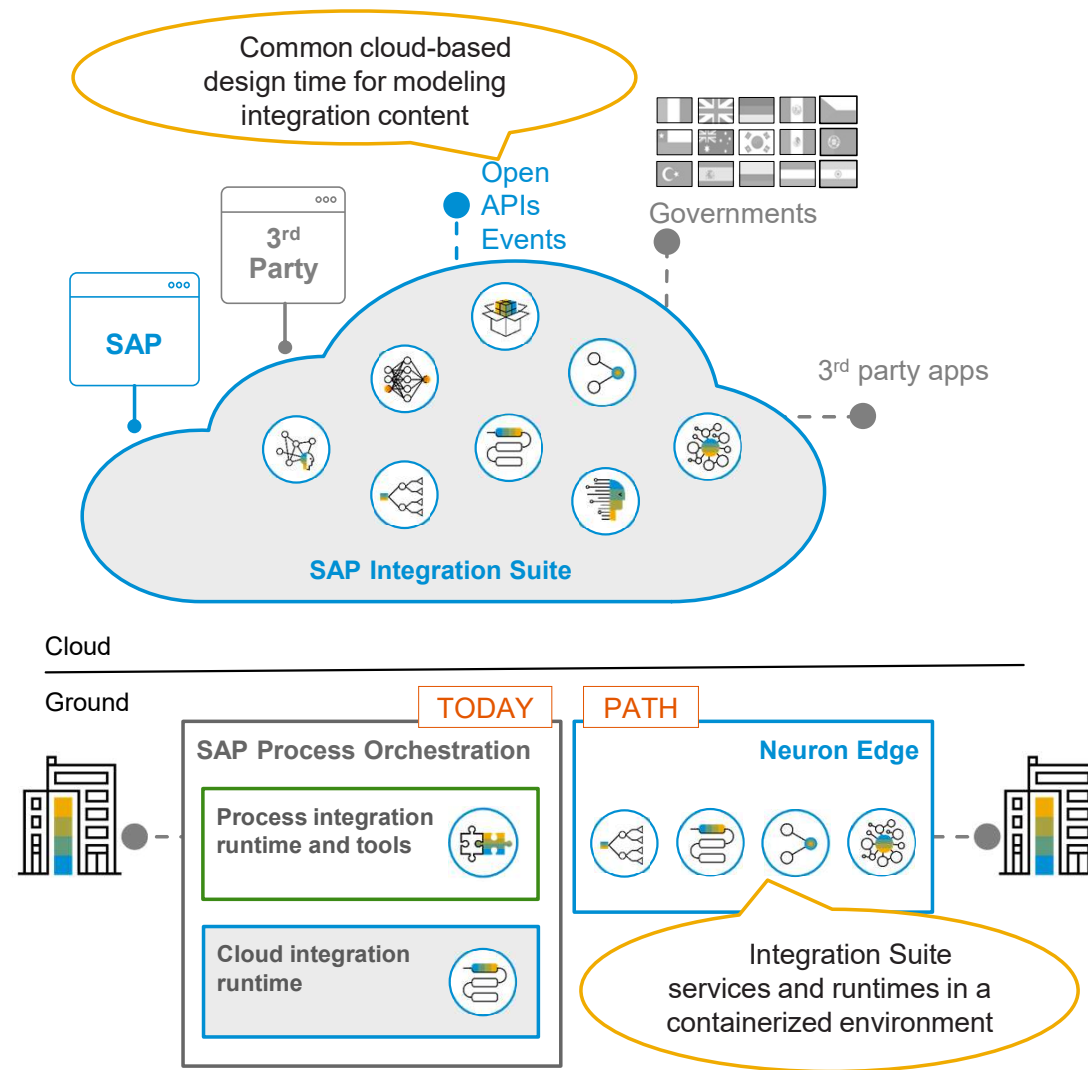 Common cloud-based
design time for modeling
integration content
Open
APIs
Events
Governments
3rd
Party
SAP
3rd party apps
SAP Integration Suite
Cloud
Ground
TODAY
PATH
SAP Process Orchestration
Neuron Edge
Process integration
runtime and tools
Cloud integration
runtime
Integration Suite
services and runtimes in a
containerized environment